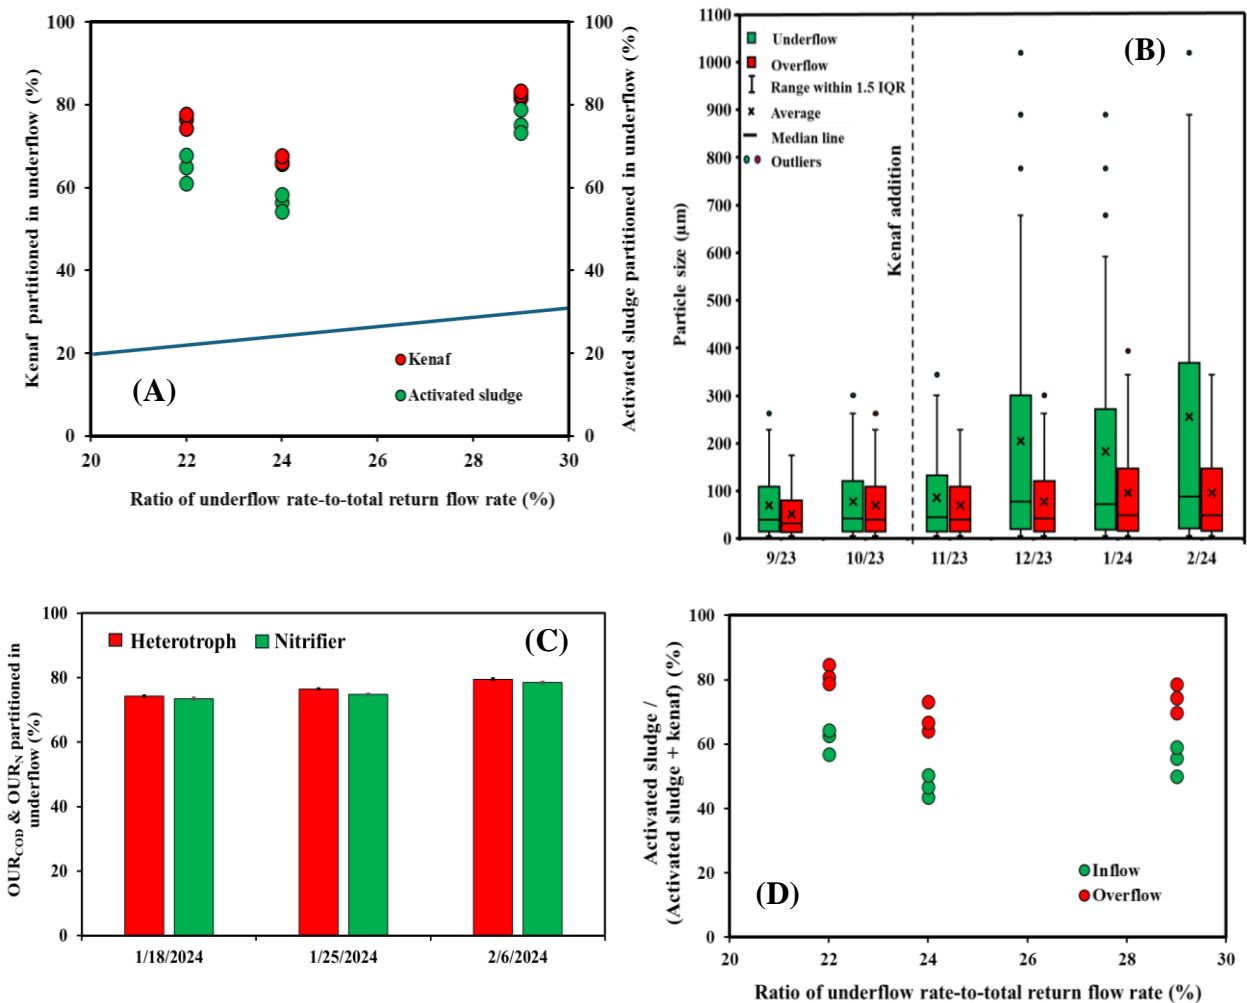 Kenaf partitioned in underflow (%)
100
80
60
40
20
0
(A)
Kenaf
Activated sludge
100
80
60
40
20
0
Activated sludge partitioned in underflow (%)
20 22 24 26 28 30
Ratio of underflow rate-to-total return flow rate (%)
Particle size (µm)
1100
1000
900
800
700
600
500
400
300
200
100
0
Underflow
Overflow
Range within 1.5 IQR
Average
Median line
Outliers
Kenaf addition
(B)
9/23 10/23 11/23 12/23 1/24 2/24
OUR_COD & OUR_N partitioned in
underflow (%)
100
80
60
40
20
0
Heterotroph Nitrifier
(C)
1/18/2024 1/25/2024 2/6/2024
Activated sludge /
(Activated sludge + kenaf) (%)
100
80
60
40
20
0
(D)
Inflow
Overflow
20 22 24 26 28 30
Ratio of underflow rate-to-total return flow rate (%)